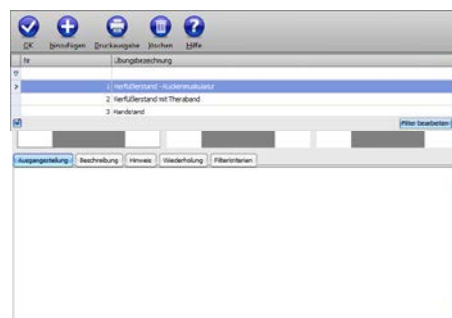 OK Hinzufügen Druckausgabe löschen Hilfe
Nr Übungsbezeichnung
1 Vierfüßlerstand - Rückenmuskulatur
2 Vierfüßlerstand mit Theraband
3 Handstand
Filter bearbeiten
Ausgangsstellung Beschreibung Hinweis Wiederholung Filterkriterien